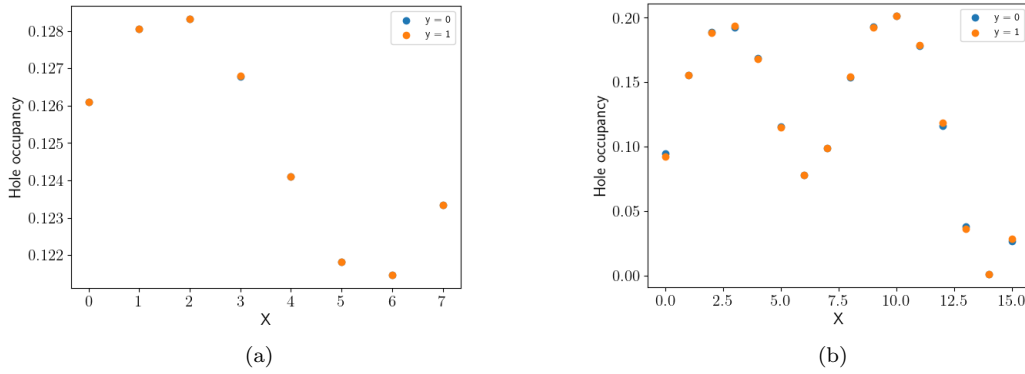 y = 0
y = 1
0.128
0.127
0.126
0.125
0.124
0.123
0.122
Hole occupancy
0 1 2 3 4 5 6 7
X
(a)
y = 0
y = 1
0.20
0.15
0.10
0.05
0.00
Hole occupancy
0.0 2.5 5.0 7.5 10.0 12.5 15.0
X
(b)